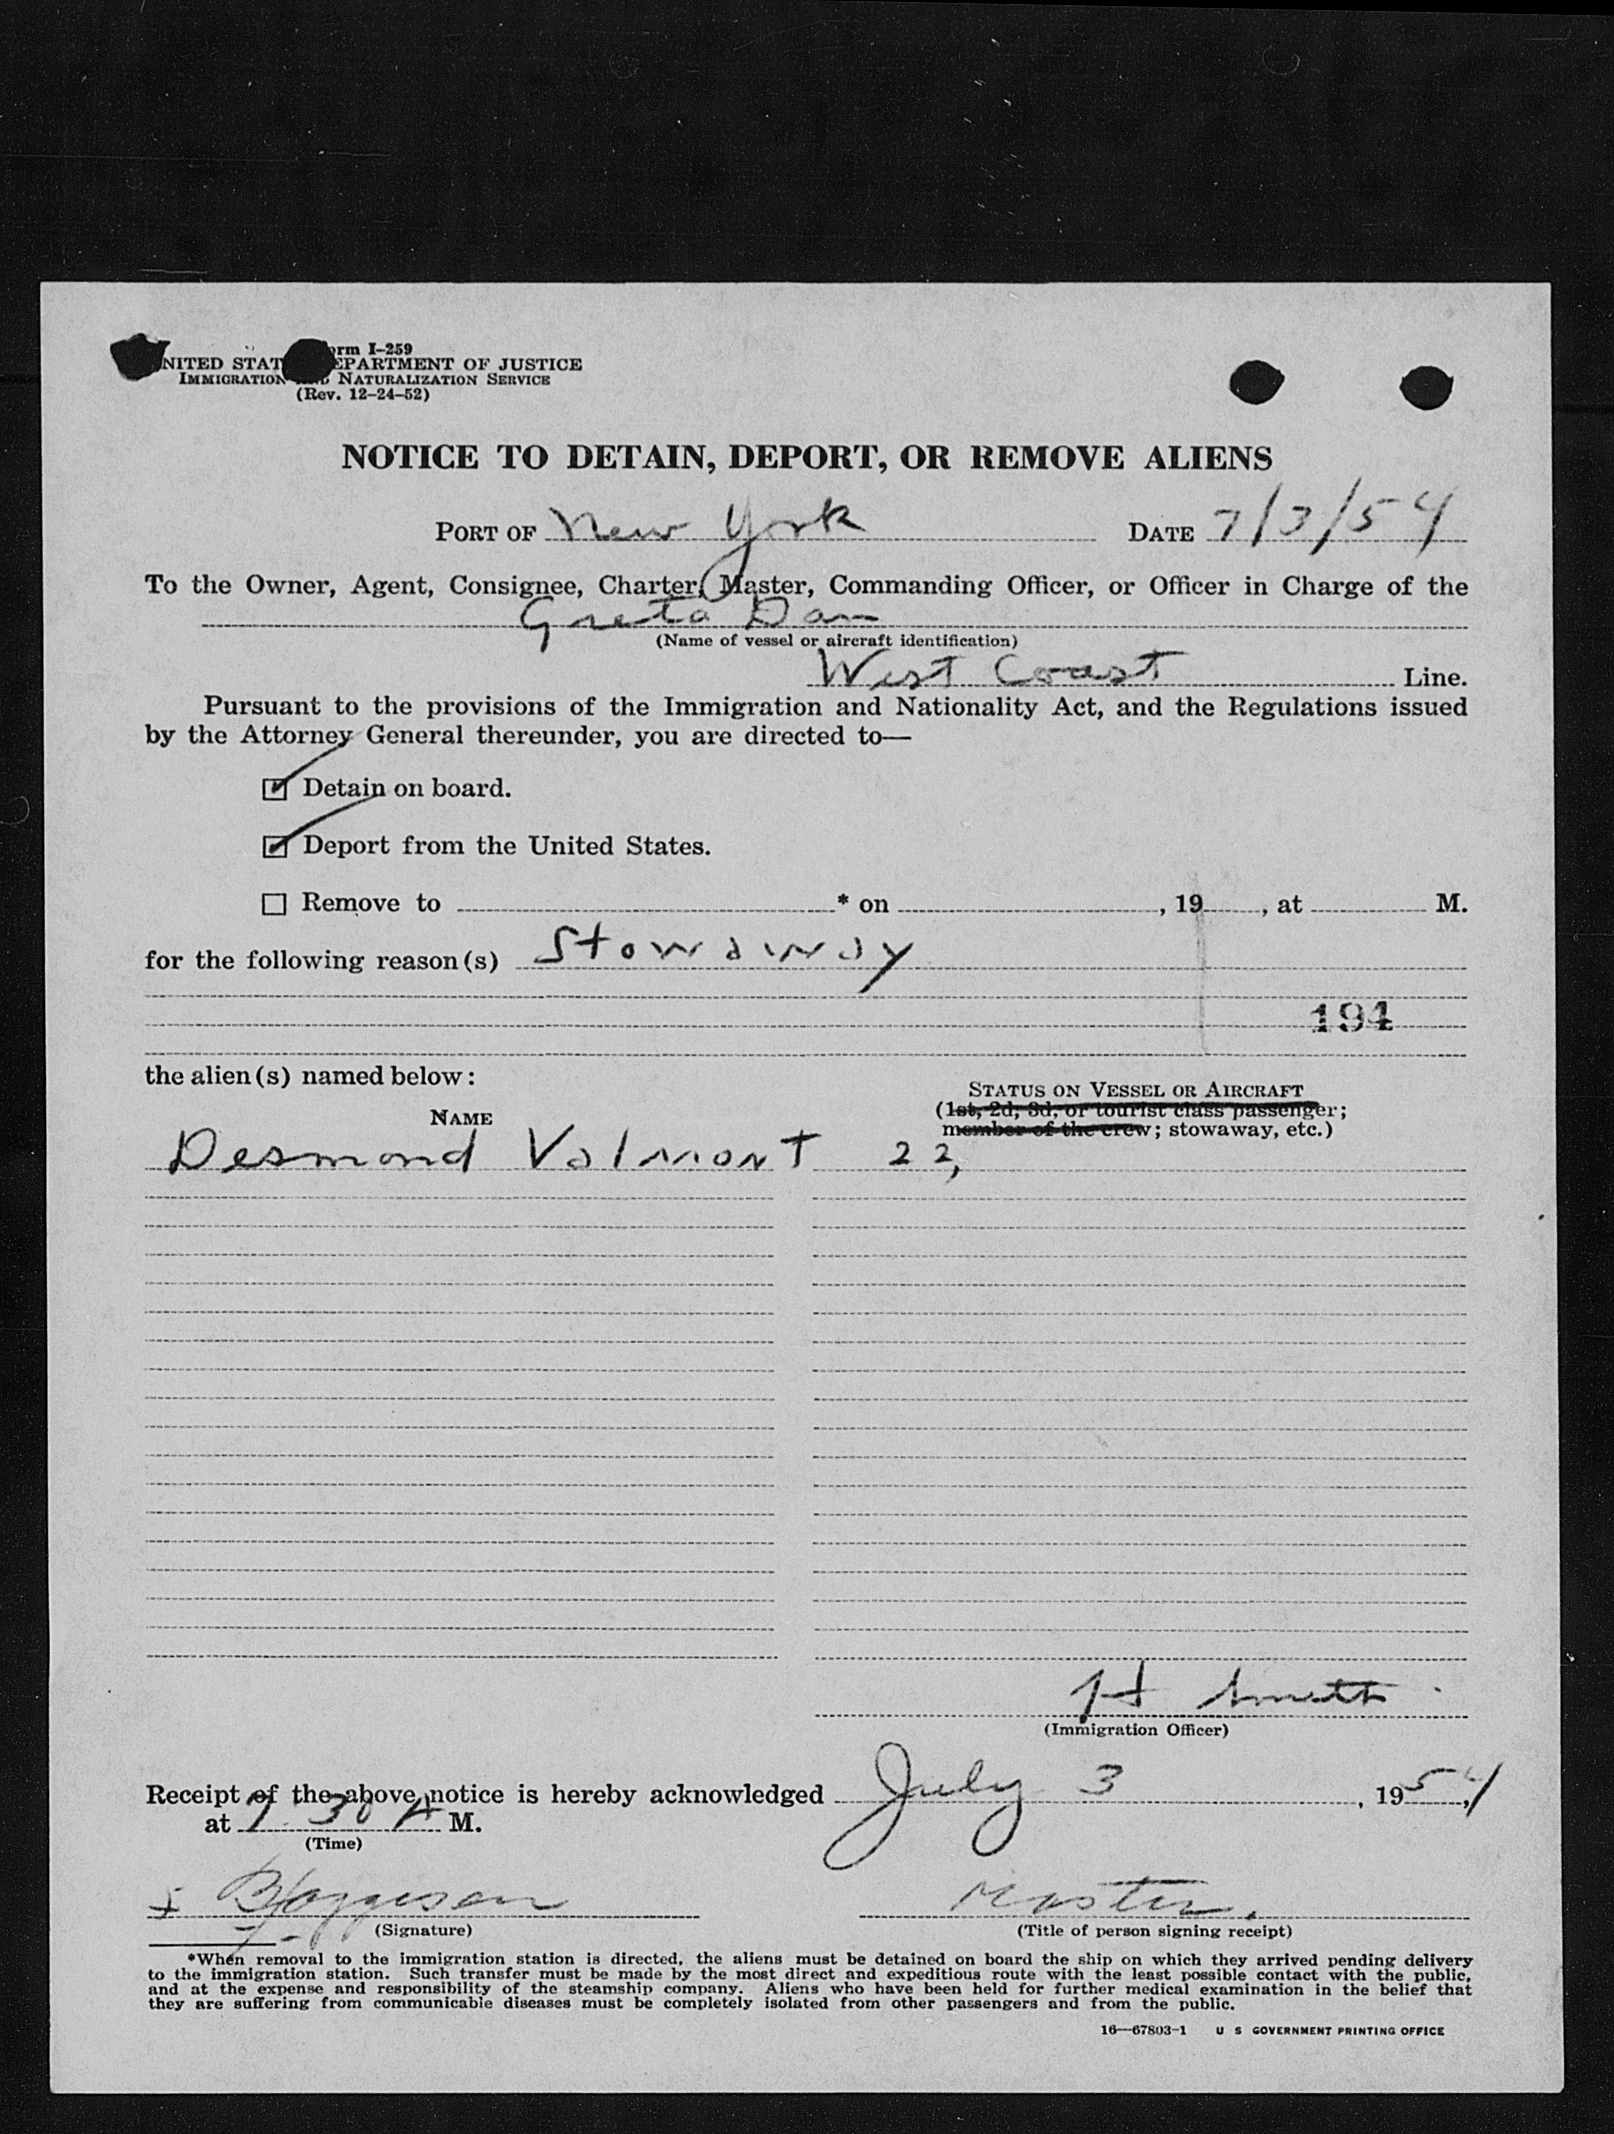 orm I-259
NITED STAT EPARTMENT OF JUSTICE
IMMIGRATION AND NATURALIZATION SERVICE
(Rev. 12-24-52)
NOTICE TO DETAIN, DEPORT, OR REMOVE ALIENS
PORT OF New York DATE 7/3/54
To the Owner, Agent, Consignee, Charter, Master, Commanding Officer, or Officer in Charge of the
Greta Dan
(Name of vessel or aircraft identification)
West Coast Line.
Pursuant to the provisions of the Immigration and Nationality Act, and the Regulations issued
by the Attorney General thereunder, you are directed to—
Detain on board.
Deport from the United States.
Remove to * on , 19 , at M.
for the following reason(s) Stowaway
194
the alien(s) named below:
NAME
STATUS ON VESSEL OR AIRCRAFT
(1st, 2d, 3d, or tourist class passenger;
member of the crew; stowaway, etc.)
Desmond Valmont 22,
H Smith
(Immigration Officer)
Receipt of the above notice is hereby acknowledged July 3, 1954,
at 7 30 A M.
(Time)
Master.
(Signature) (Title of person signing receipt)
*When removal to the immigration station is directed, the aliens must be detained on board the ship on which they arrived pending delivery
to the immigration station. Such transfer must be made by the most direct and expeditious route with the least possible contact with the public,
and at the expense and responsibility of the steamship company. Aliens who have been held for further medical examination in the belief that
they are suffering from communicable diseases must be completely isolated from other passengers and from the public.
16—67803-1 U S GOVERNMENT PRINTING OFFICE